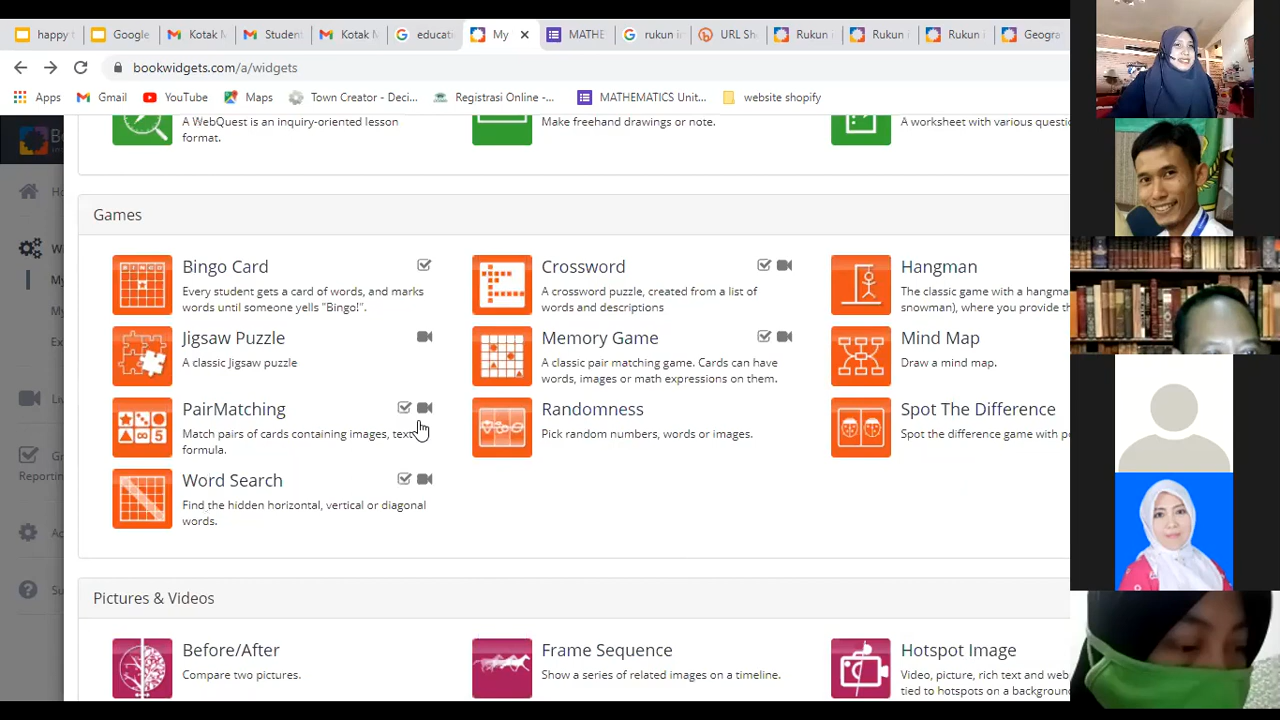 happy t
Google
Kotak M
Student
Kotak M
educat
My
MATHE
rukun i
URL Sh
Rukun i
Rukun
Rukun i
Geogra
bookwidgets.com/a/widgets
Apps
Gmail
YouTube
Maps
Town Creator - Deci...
Registrasi Online -...
MATHEMATICS Unit...
website shopify
A WebQuest is an inquiry-oriented lesson
format.
Make freehand drawings or note.
A worksheet with various questi
Games
Bingo Card
Every student gets a card of words, and marks
words until someone yells "Bingo!".
Crossword
A crossword puzzle, created from a list of
words and descriptions
Hangman
The classic game with a hangma
snowman), where you provide th
Jigsaw Puzzle
A classic Jigsaw puzzle
Memory Game
A classic pair matching game. Cards can have
words, images or math expressions on them.
Mind Map
Draw a mind map.
PairMatching
Match pairs of cards containing images, text
formula.
Randomness
Pick random numbers, words or images.
Spot The Difference
Spot the difference game with po
Word Search
Find the hidden horizontal, vertical or diagonal
words.
Pictures & Videos
Before/After
Compare two pictures.
Frame Sequence
Show a series of related images on a timeline.
Hotspot Image
Video, picture, rich text and web
tied to hotspots on a background
Reporting